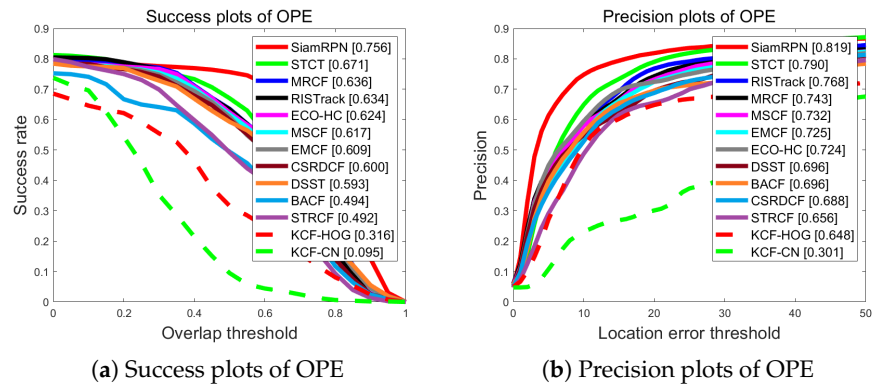 Success plots of OPE
0.9
0.8
0.7
0.6
0.5
0.4
0.3
0.2
0.1
0
Success rate
SiamRPN [0.756]
STCT [0.671]
MRCF [0.636]
RISTrack [0.634]
ECO-HC [0.624]
MSCF [0.617]
EMCF [0.609]
CSRDCF [0.600]
DSST [0.593]
BACF [0.494]
STRCF [0.492]
KCF-HOG [0.316]
KCF-CN [0.095]
0 0.2 0.4 0.6 0.8 1
Overlap threshold
(a) Success plots of OPE
Precision plots of OPE
0.9
0.8
0.7
0.6
0.5
0.4
0.3
0.2
0.1
0
Precision
SiamRPN [0.819]
STCT [0.790]
RISTrack [0.768]
MRCF [0.743]
MSCF [0.732]
EMCF [0.725]
ECO-HC [0.724]
DSST [0.696]
BACF [0.696]
CSRDCF [0.688]
STRCF [0.656]
KCF-HOG [0.648]
KCF-CN [0.301]
0 10 20 30 40 50
Location error threshold
(b) Precision plots of OPE